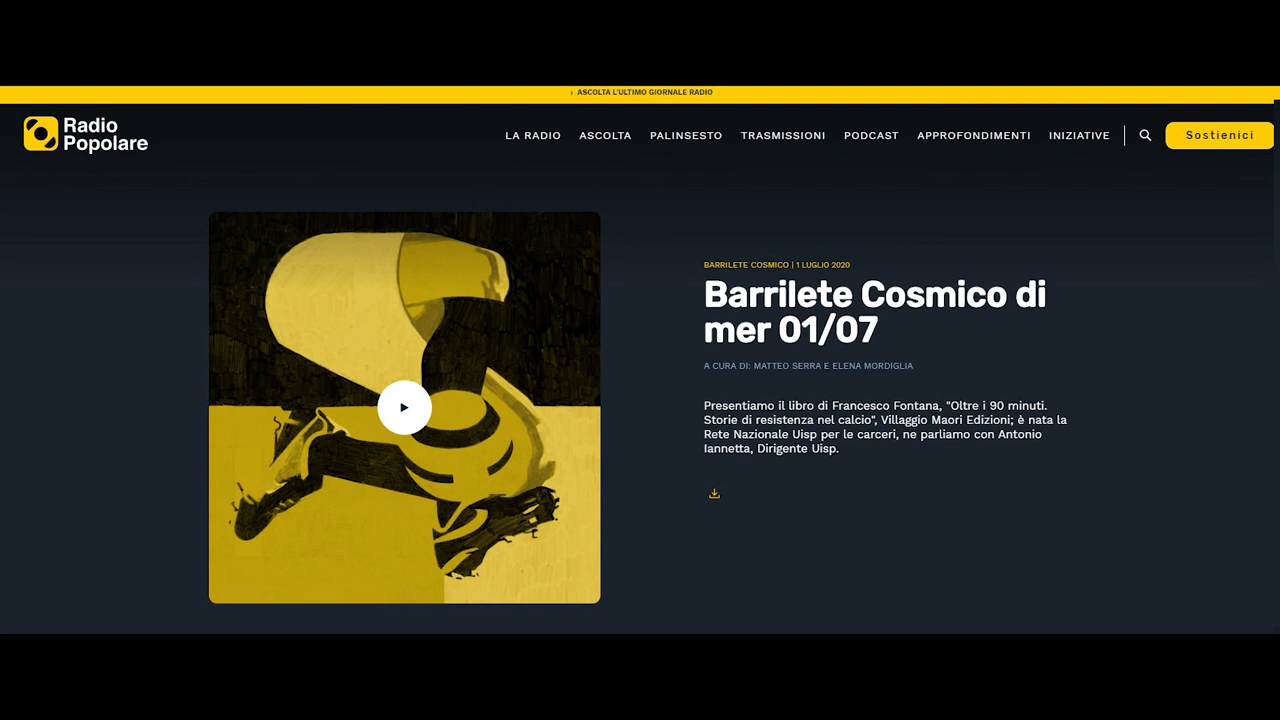 › ASCOLTA L'ULTIMO GIORNALE RADIO
Radio
Popolare
LA RADIO ASCOLTA PALINSESTO TRASMISSIONI PODCAST APPROFONDIMENTI INIZIATIVE Sostienici
BARRILETE COSMICO | 1 LUGLIO 2020
Barrilete Cosmico di
mer 01/07
A CURA DI: MATTEO SERRA E ELENA MORDIGLIA
Presentiamo il libro di Francesco Fontana, "Oltre i 90 minuti.
Storie di resistenza nel calcio", Villaggio Maori Edizioni; è nata la
Rete Nazionale Uisp per le carceri, ne parliamo con Antonio
Iannetta, Dirigente Uisp.